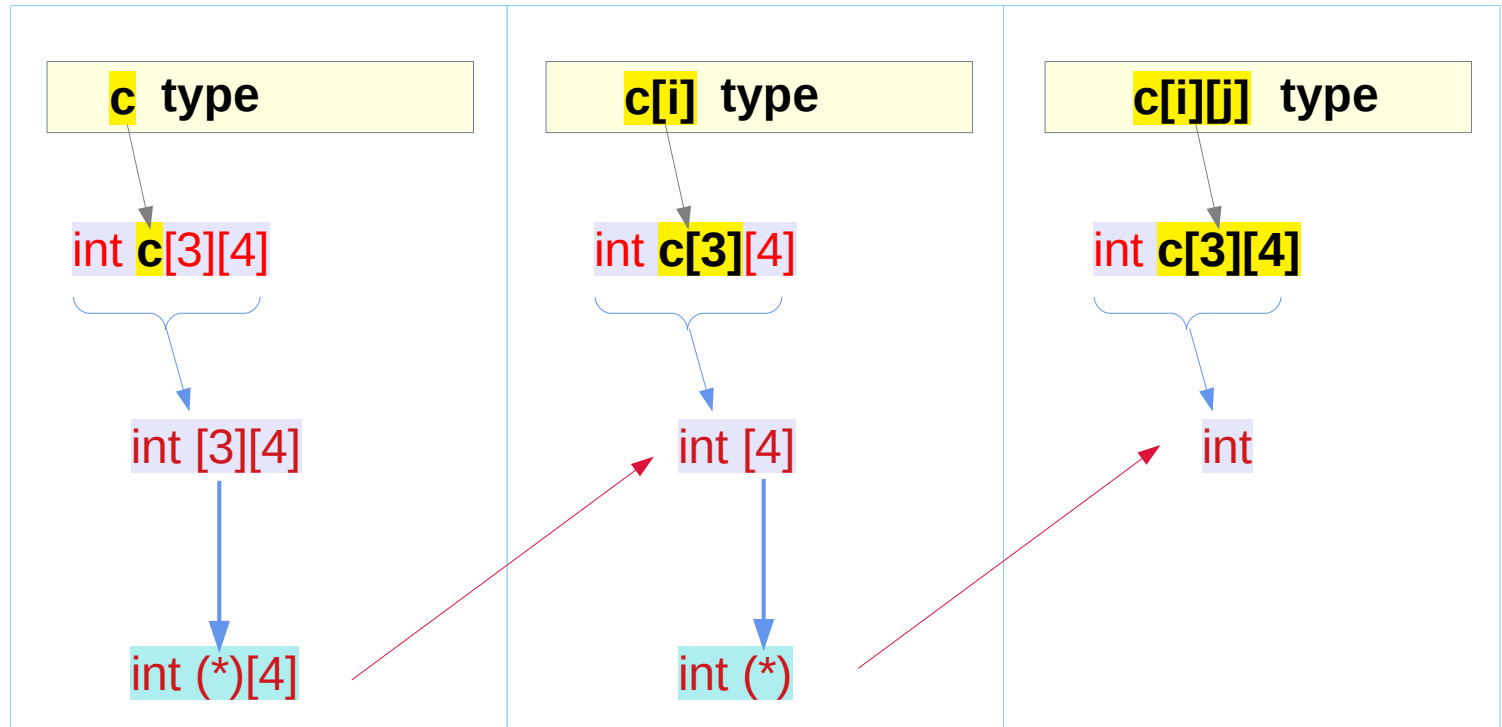 c type
int c[3][4]
int [3][4]
int (*)[4]
c[i] type
int c[3][4]
int [4]
int (*)
c[i][j] type
int c[3][4]
int